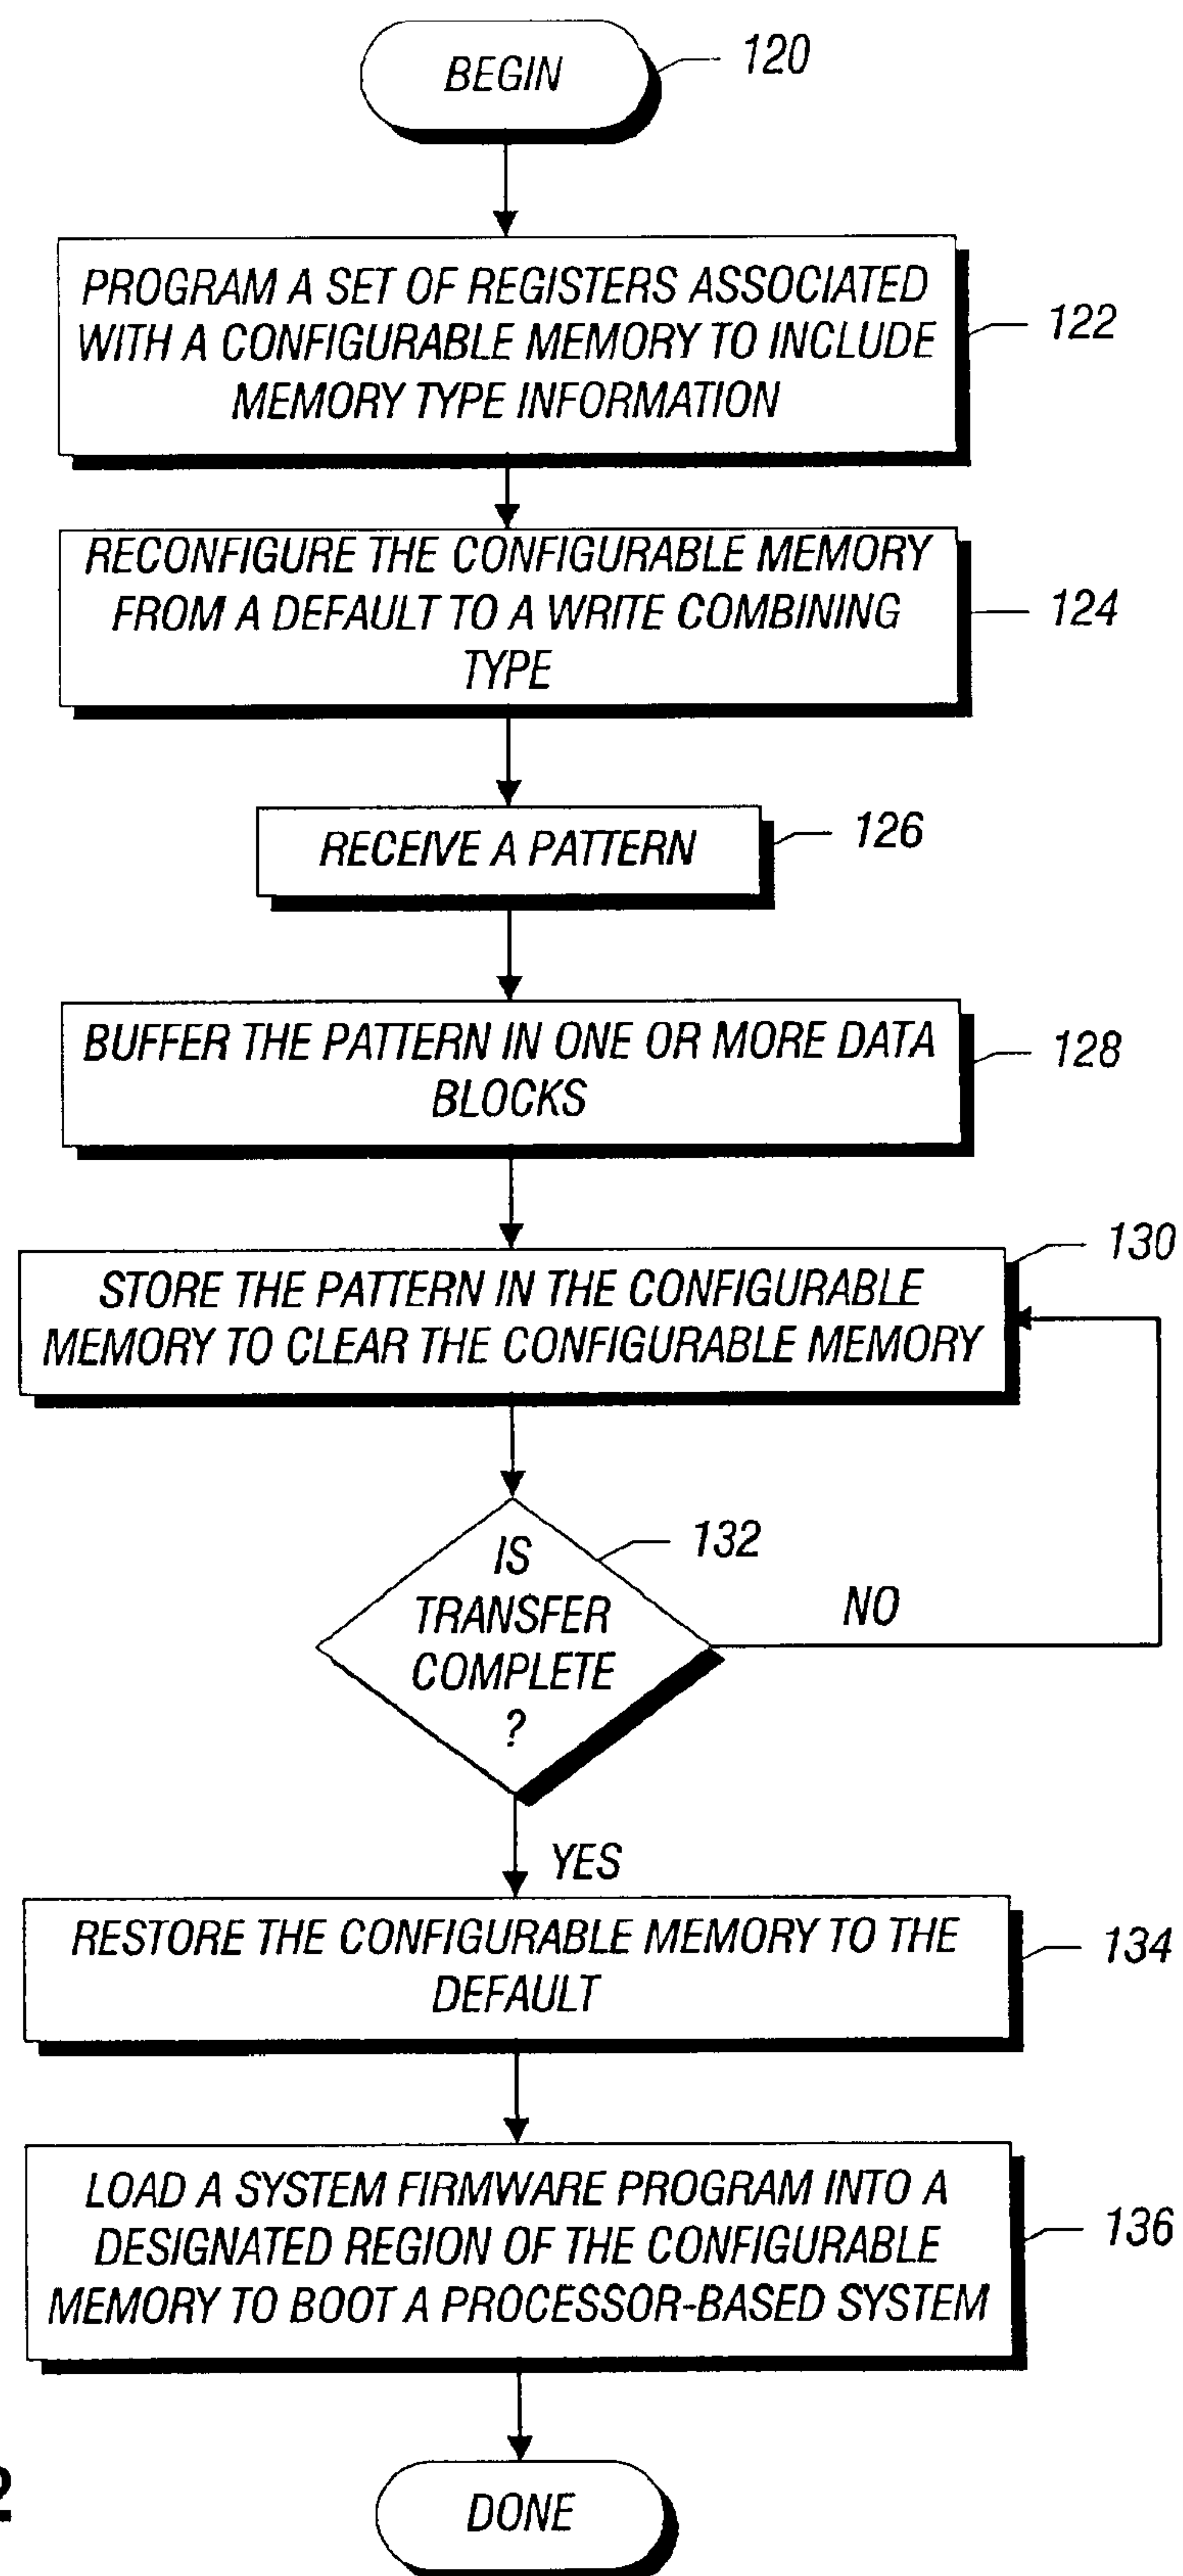 BEGIN
120
PROGRAM A SET OF REGISTERS ASSOCIATED
WITH A CONFIGURABLE MEMORY TO INCLUDE
MEMORY TYPE INFORMATION
122
RECONFIGURE THE CONFIGURABLE MEMORY
FROM A DEFAULT TO A WRITE COMBINING
TYPE
124
RECEIVE A PATTERN
126
BUFFER THE PATTERN IN ONE OR MORE DATA
BLOCKS
128
STORE THE PATTERN IN THE CONFIGURABLE
MEMORY TO CLEAR THE CONFIGURABLE MEMORY
130
IS
TRANSFER
COMPLETE
?
132
NO
YES
RESTORE THE CONFIGURABLE MEMORY TO THE
DEFAULT
134
LOAD A SYSTEM FIRMWARE PROGRAM INTO A
DESIGNATED REGION OF THE CONFIGURABLE
MEMORY TO BOOT A PROCESSOR-BASED SYSTEM
136
DONE
2